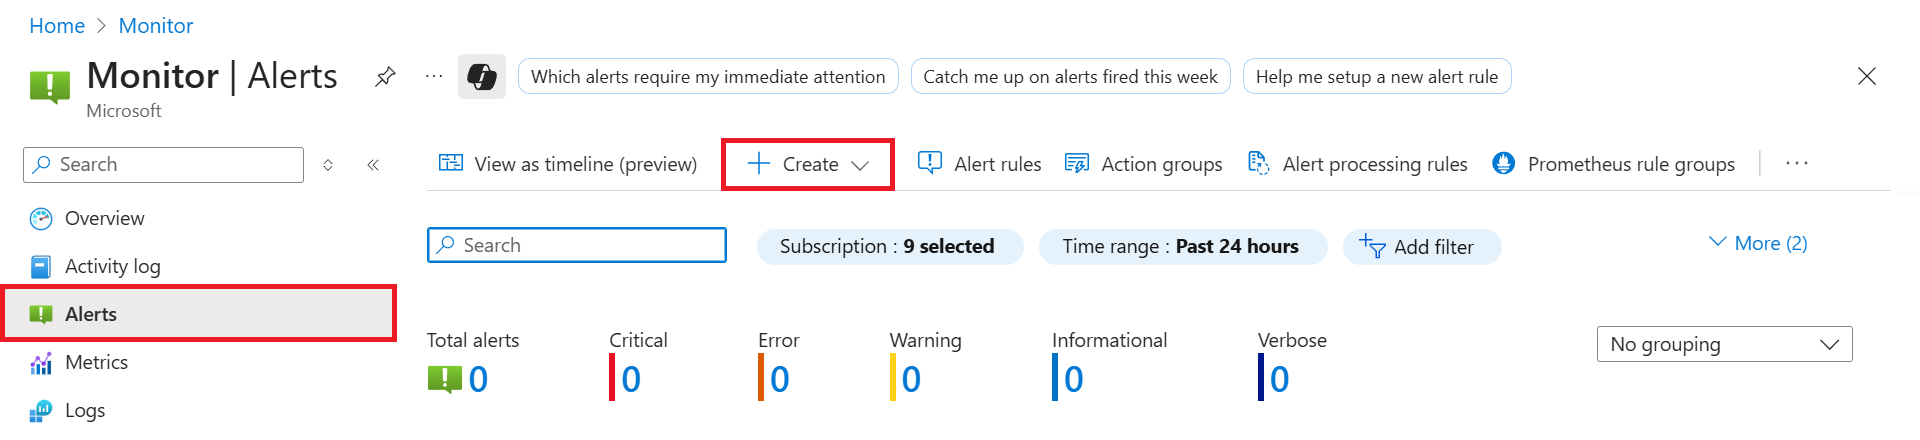 Home > Monitor
Monitor | Alerts
Microsoft
Which alerts require my immediate attention
Catch me up on alerts fired this week
Help me setup a new alert rule
Search
View as timeline (preview)
Create
Alert rules
Action groups
Alert processing rules
Prometheus rule groups
Overview
Activity log
Alerts
Metrics
Logs
Search
Subscription : 9 selected
Time range : Past 24 hours
Add filter
More (2)
Total alerts
0
Critical
0
Error
0
Warning
0
Informational
0
Verbose
0
No grouping